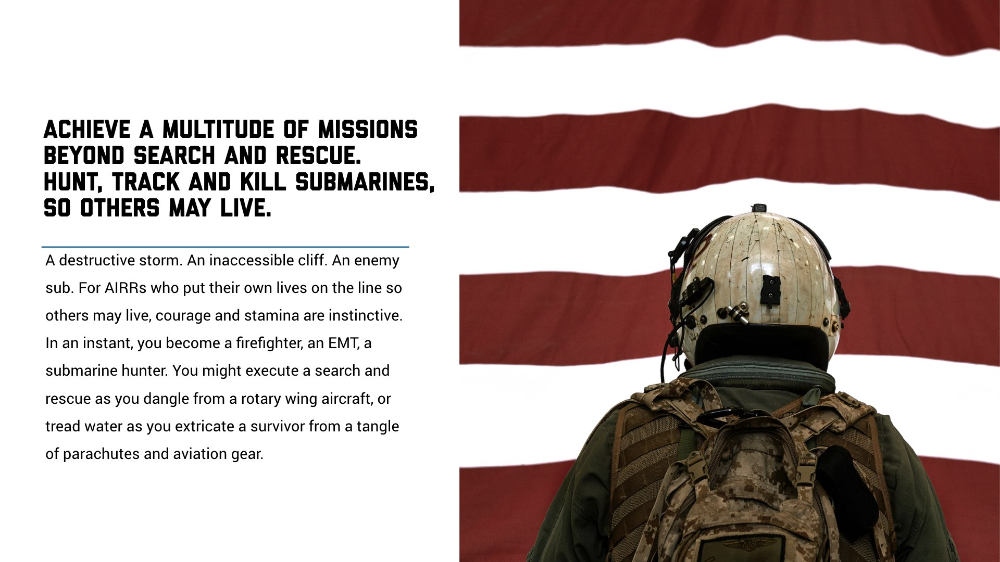 ACHIEVE A MULTITUDE OF MISSIONS
BEYOND SEARCH AND RESCUE.
HUNT, TRACK AND KILL SUBMARINES,
SO OTHERS MAY LIVE.
A destructive storm. An inaccessible cliff. An enemy
sub. For AIRRs who put their own lives on the line so
others may live, courage and stamina are instinctive.
In an instant, you become a firefighter, an EMT, a
submarine hunter. You might execute a search and
rescue as you dangle from a rotary wing aircraft, or
tread water as you extricate a survivor from a tangle
of parachutes and aviation gear.